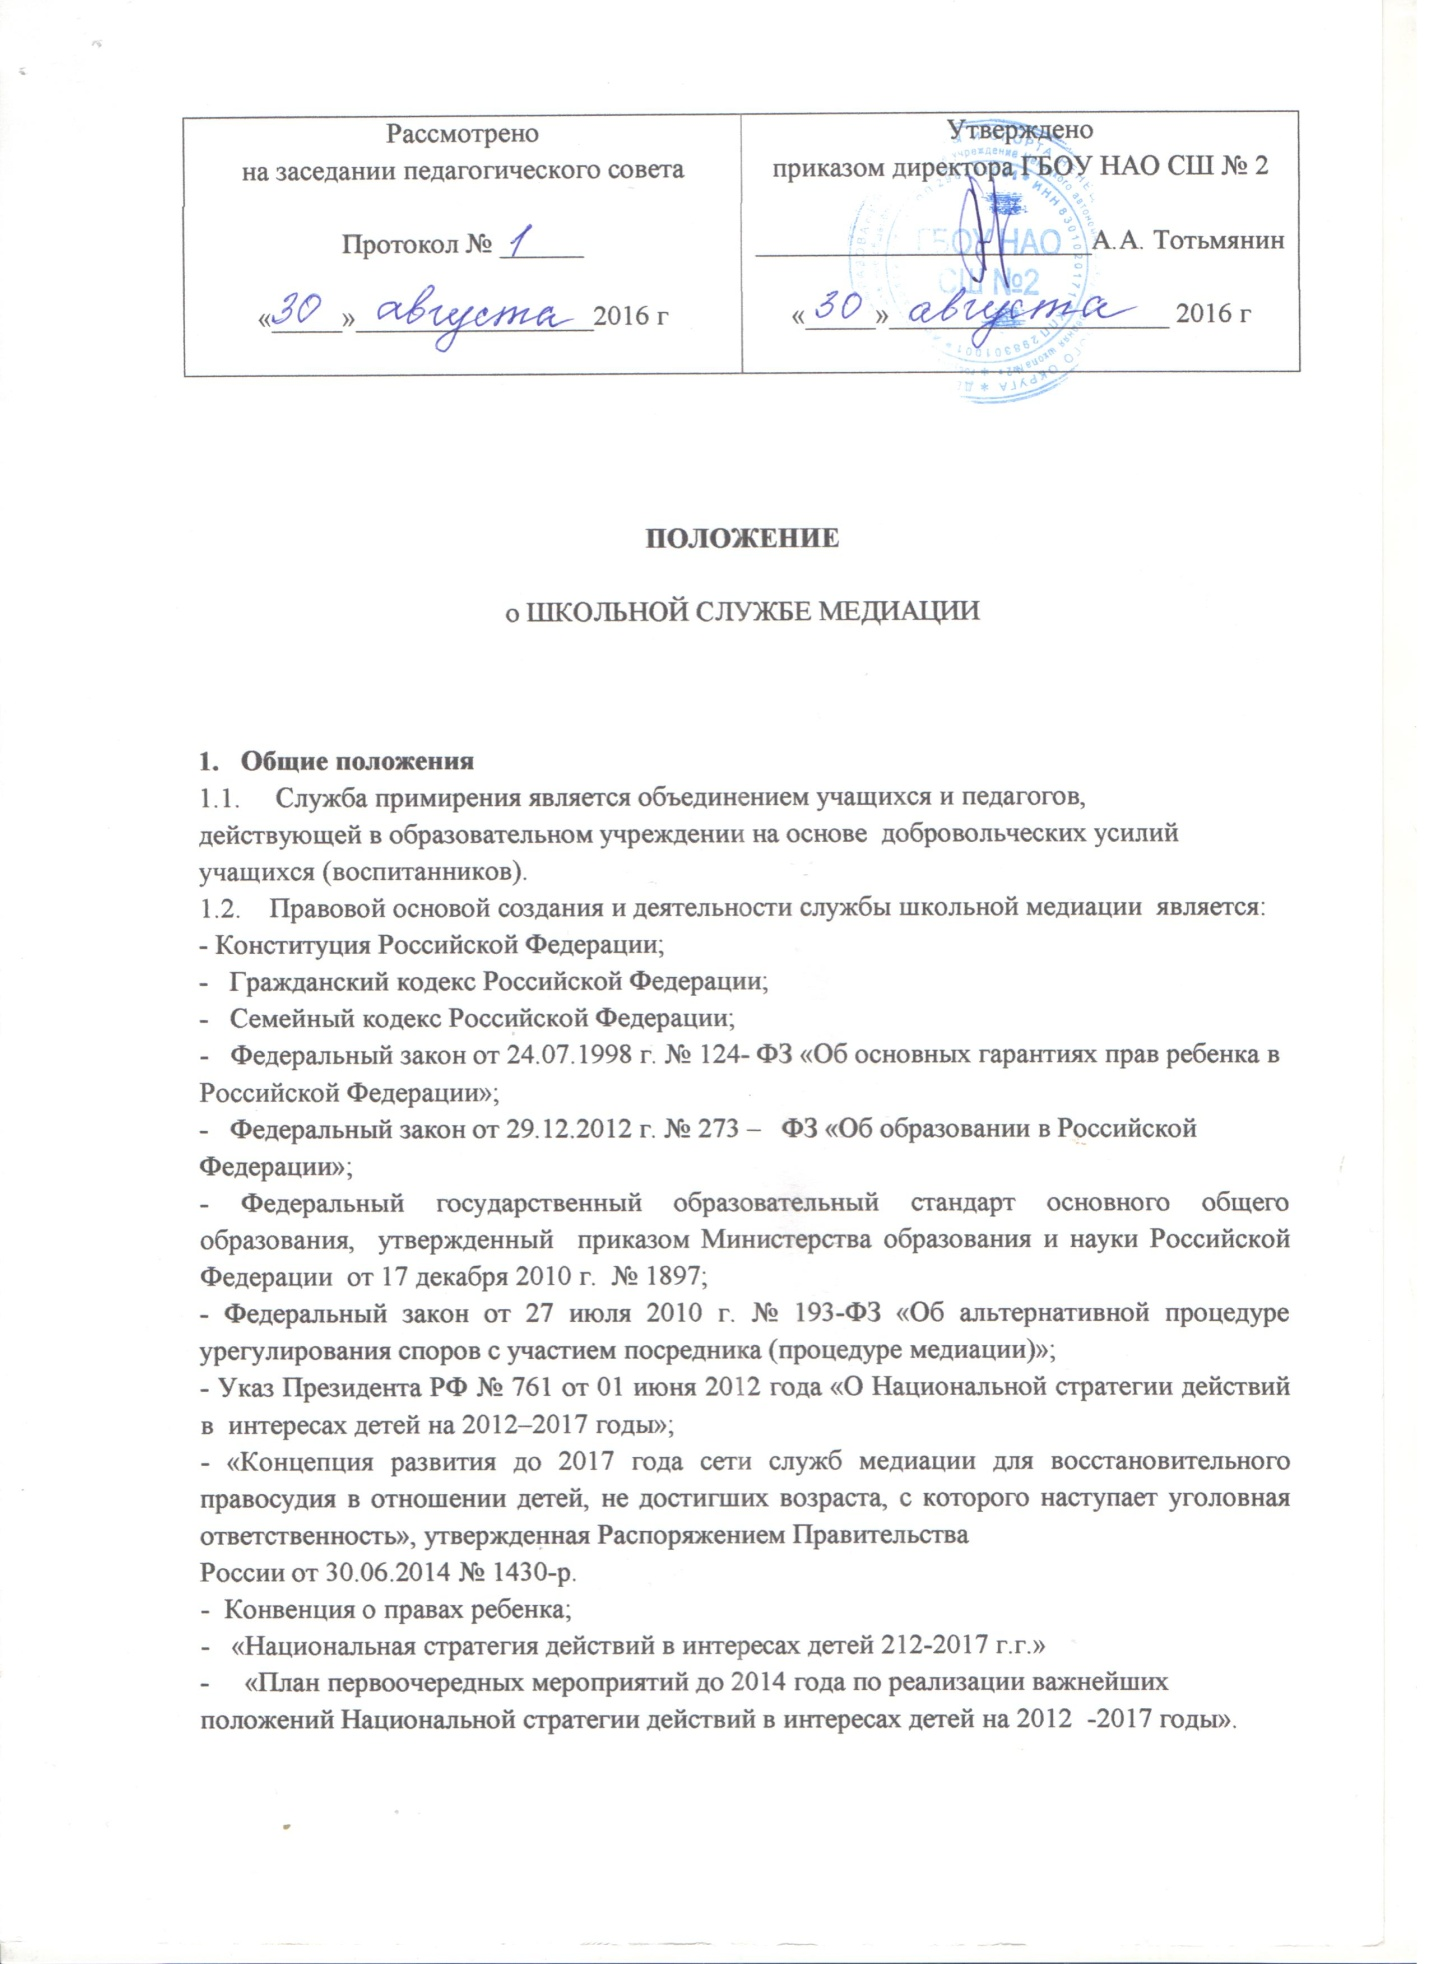 Рассмотрено
на заседании педагогического совета
Протокол № 1
«30» августа 2016 г
Утверждено
приказом директора ГБОУ НАО СШ № 2
А.А. Тотьмянин
«30» августа 2016 г
ГБОУ НАО
СШ №2
ПОЛОЖЕНИЕ
о ШКОЛЬНОЙ СЛУЖБЕ МЕДИАЦИИ
1. Общие положения
1.1. Служба примирения является объединением учащихся и педагогов,
действующей в образовательном учреждении на основе добровольческих усилий
учащихся (воспитанников).
1.2. Правовой основой создания и деятельности службы школьной медиации является:
- Конституция Российской Федерации;
- Гражданский кодекс Российской Федерации;
- Семейный кодекс Российской Федерации;
- Федеральный закон от 24.07.1998 г. № 124- ФЗ «Об основных гарантиях прав ребенка в
Российской Федерации»;
- Федеральный закон от 29.12.2012 г. № 273 – ФЗ «Об образовании в Российской
Федерации»;
- Федеральный государственный образовательный стандарт основного общего
образования, утвержденный приказом Министерства образования и науки Российской
Федерации от 17 декабря 2010 г. № 1897;
- Федеральный закон от 27 июля 2010 г. № 193-ФЗ «Об альтернативной процедуре
урегулирования споров с участием посредника (процедуре медиации)»;
- Указ Президента РФ № 761 от 01 июня 2012 года «О Национальной стратегии действий
в интересах детей на 2012–2017 годы»;
- «Концепция развития до 2017 года сети служб медиации для восстановительного
правосудия в отношении детей, не достигших возраста, с которого наступает уголовная
ответственность», утвержденная Распоряжением Правительства
России от 30.06.2014 № 1430-р.
- Конвенция о правах ребенка;
- «Национальная стратегия действий в интересах детей 212-2017 г.г.»
- «План первоочередных мероприятий до 2014 года по реализации важнейших
положений Национальной стратегии действий в интересах детей на 2012 -2017 годы».